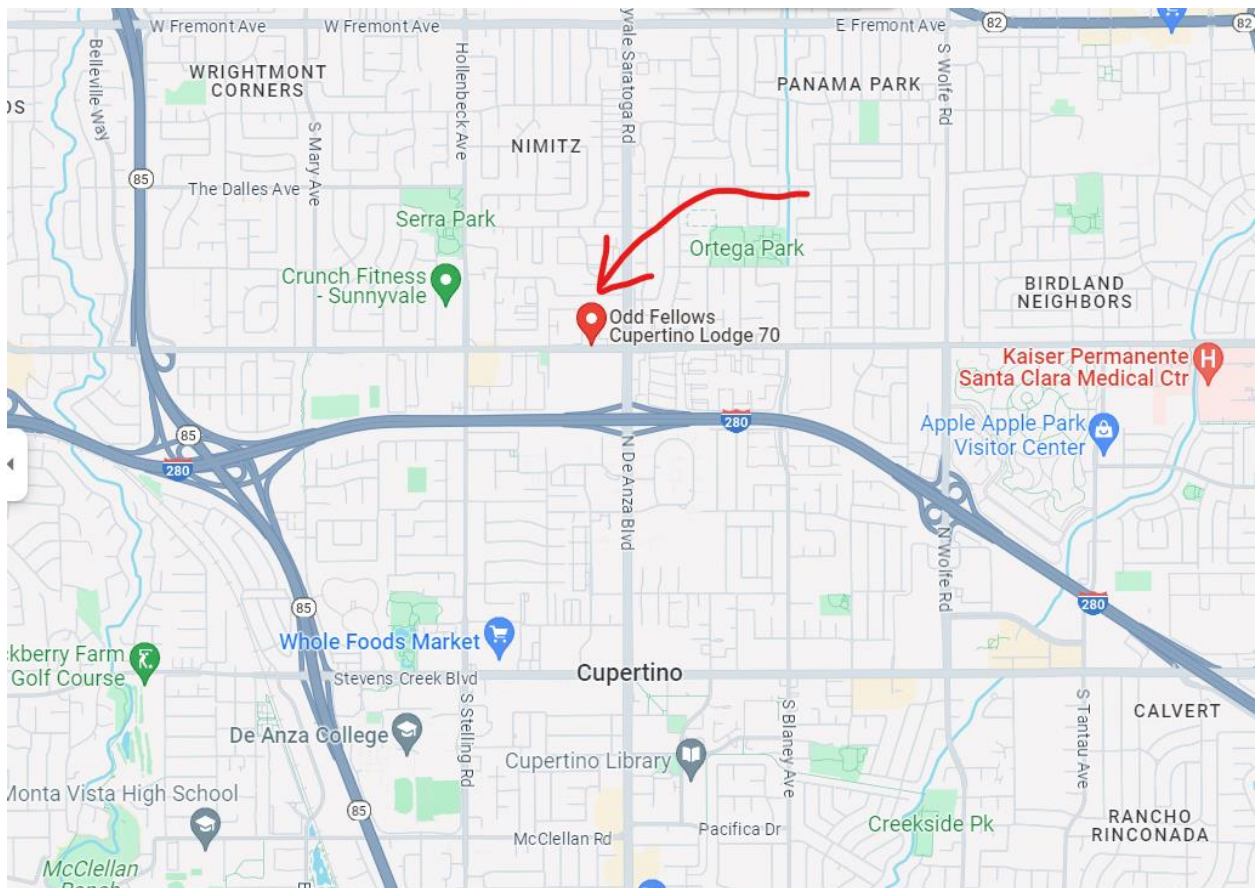 W Fremont Ave
W Fremont Ave
E Fremont Ave
82
82
Belleville Way
WRIGHTMONT
CORNERS
Hollenbeck Ave
yvale Saratoga Rd
PANAMA PARK
S Wolfe Rd
OS
S Mary Ave
NIMITZ
85
The Dalles Ave
Serra Park
Ortega Park
Crunch Fitness
- Sunnyvale
BIRDLAND
NEIGHBORS
Odd Fellows
Cupertino Lodge 70
Kaiser Permanente
Santa Clara Medical Ctr
H
280
Apple Apple Park
Visitor Center
85
280
N De Anza Blvd
N Wolfe Rd
85
280
Whole Foods Market
ckberry Farm
Golf Course
Stevens Creek Blvd
Cupertino
S Stelling Rd
S Blaney Ave
S Tantau Ave
CALVERT
De Anza College
Cupertino Library
Monta Vista High School
85
McClellan Rd
Pacifica Dr
Creekside Pk
RANCHO
RINCONADA
McClellan